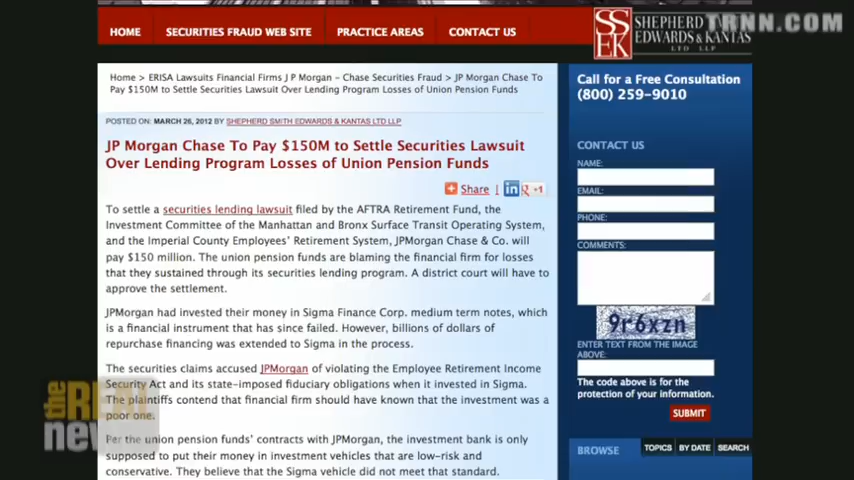 TRNN.COM
HOME
SECURITIES FRAUD WEB SITE
PRACTICE AREAS
CONTACT US
SS
EK
SHEPHERD
EDWARDS & KANTAS
LTD LLP
Home > ERISA Lawsuits Financial Firms J P Morgan - Chase Securities Fraud > JP Morgan Chase To
Pay $150M to Settle Securities Lawsuit Over Lending Program Losses of Union Pension Funds
POSTED ON: MARCH 26, 2012 BY SHEPHERD SMITH EDWARDS & KANTAS LTD LLP
JP Morgan Chase To Pay $150M to Settle Securities Lawsuit
Over Lending Program Losses of Union Pension Funds
Share
in
g +1
To settle a securities lending lawsuit filed by the AFTRA Retirement Fund, the
Investment Committee of the Manhattan and Bronx Surface Transit Operating System,
and the Imperial County Employees' Retirement System, JPMorgan Chase & Co. will
pay $150 million. The union pension funds are blaming the financial firm for losses
that they sustained through its securities lending program. A district court will have to
approve the settlement.
JPMorgan had invested their money in Sigma Finance Corp. medium term notes, which
is a financial instrument that has since failed. However, billions of dollars of
repurchase financing was extended to Sigma in the process.
The securities claims accused JPMorgan of violating the Employee Retirement Income
Security Act and its state-imposed fiduciary obligations when it invested in Sigma.
The plaintiffs contend that financial firm should have known that the investment was a
poor one.
Per the union pension funds' contracts with JPMorgan, the investment bank is only
supposed to put their money in investment vehicles that are low-risk and
conservative. They believe that the Sigma vehicle did not meet that standard.
Call for a Free Consultation
(800) 259-9010
CONTACT US
NAME:
EMAIL:
PHONE:
COMMENTS:
9r6xzn
ENTER TEXT FROM THE IMAGE
ABOVE:
The code above is for the
protection of your information.
SUBMIT
BROWSE
TOPICS
BY DATE
SEARCH
the REAL
news